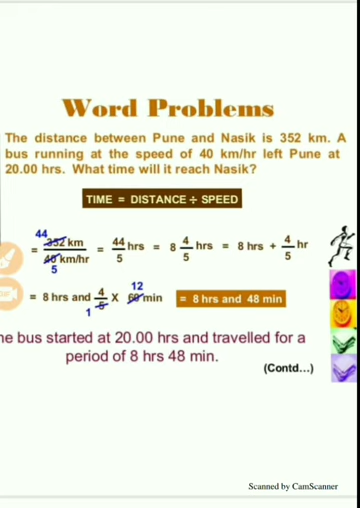 Word Problems
The distance between Pune and Nasik is 352 km. A
bus running at the speed of 40 km/hr left Pune at
20.00 hrs. What time will it reach Nasik?
TIME = DISTANCE ÷ SPEED
44
= 352 km / 40 km/hr = 44/5 hrs = 8 4/5 hrs = 8 hrs + 4/5 hr
5
12
= 8 hrs and 4/5 X 60 min = 8 hrs and 48 min
1
he bus started at 20.00 hrs and travelled for a
period of 8 hrs 48 min.
(Contd...)
Scanned by CamScanner